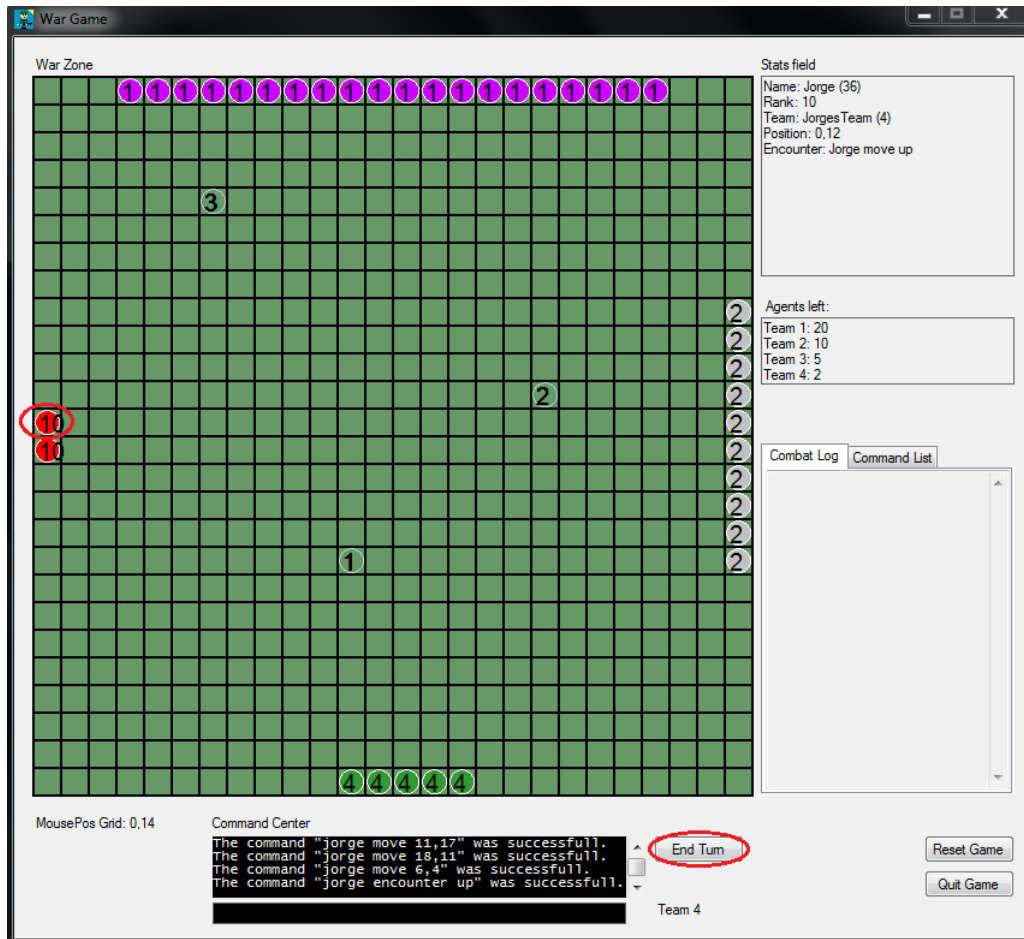 War Game
War Zone
Stats field
1 1 1 1 1 1 1 1 1 1 1 1 1 1 1 1 1 1 1 1
Name: Jorge (36)
Rank: 10
Team: JorgesTeam (4)
Position: 0,12
Encounter: Jorge move up
3
Agents left:
2
Team 1: 20
2
Team 2: 10
2
Team 3: 5
Team 4: 2
2 2
10 2
10 2
Combat Log Command List
2
2
2
1 2
4 4 4 4 4
MousePos Grid: 0,14
Command Center
The command "jorge move 11,17" was successfull.
The command "jorge move 18,11" was successfull.
The command "jorge move 6,4" was successfull.
The command "jorge encounter up" was successfull.
End Turn
Reset Game
Quit Game
Team 4